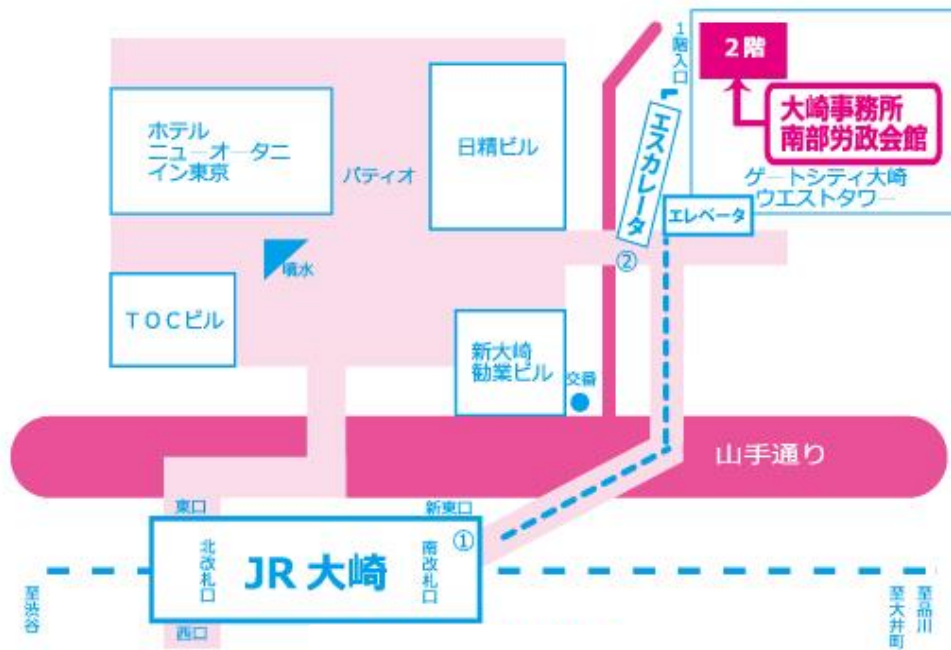 1階入口
2階
大崎事務所
南部労政会館
ホテル
ニューオータニ
イン東京
パティオ
日精ビル
エスカレータ
ゲートシティ大崎
ウエストタワー
エレベータ
②
噴水
TOCビル
新大崎
勧業ビル
交番
山手通り
東口
新東口
①
北改札口
JR 大崎
南改札口
西口
至渋谷
至大井町
至品川